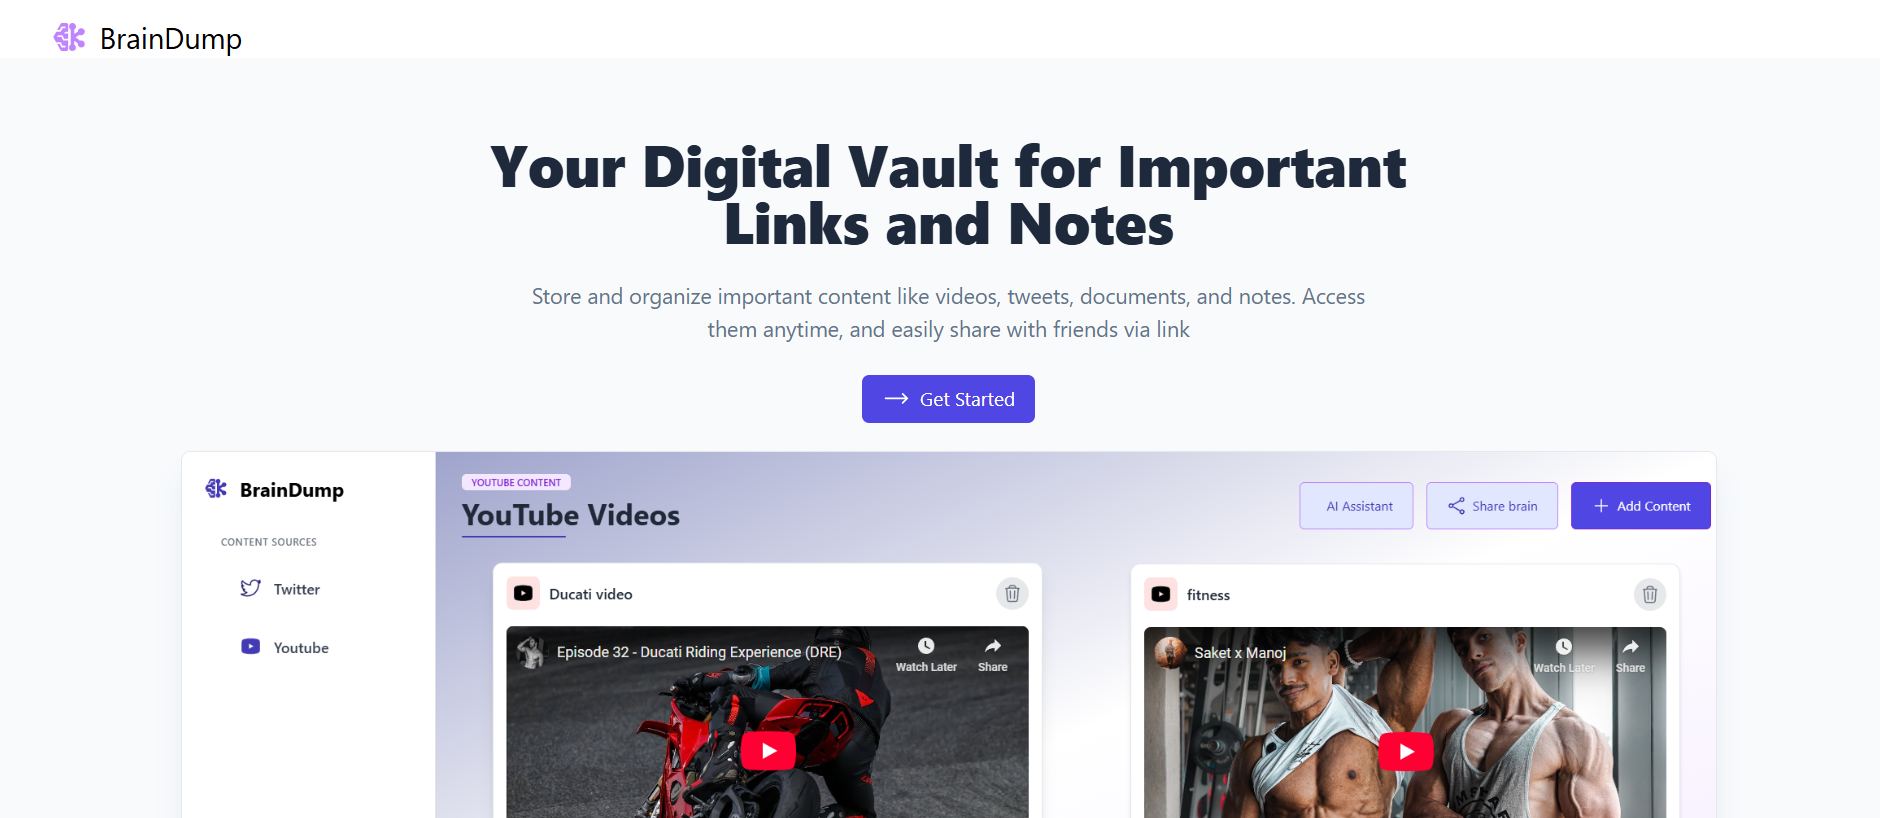 BrainDump
Your Digital Vault for Important
Links and Notes
Store and organize important content like videos, tweets, documents, and notes. Access
them anytime, and easily share with friends via link
Get Started
BrainDump
CONTENT SOURCES
Twitter
Youtube
YOUTUBE CONTENT
YouTube Videos
AI Assistant
Share brain
Add Content
Ducati video
Episode 32 - Ducati Riding Experience (DRE)
Watch Later
Share
fitness
Saket x Manoj
Watch Later
Share